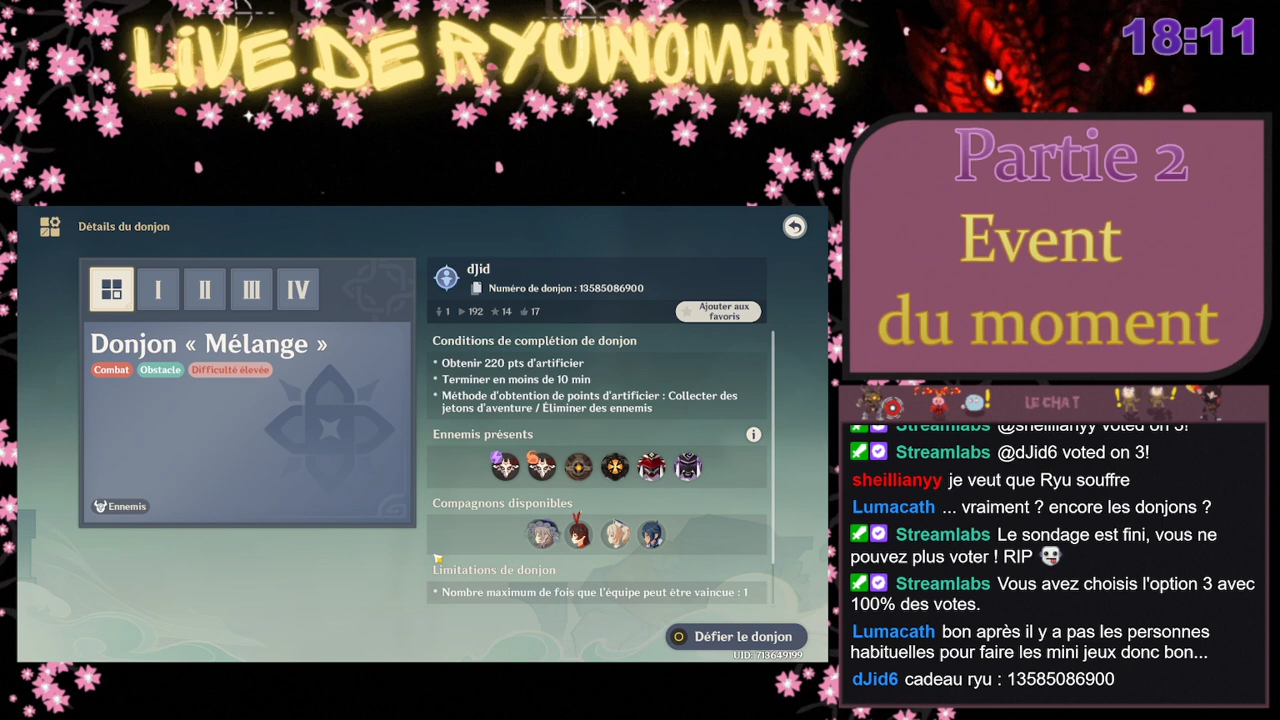 LIVE DE RYUWOMAN
18:11
Partie 2
Event
du moment
Détails du donjon
I II III IV
Donjon « Mélange »
Combat Obstacle Difficulté élevée
Ennemis
dJid
Numéro de donjon : 13585086900
1 192 14 17
Ajouter aux
favoris
Conditions de complétion de donjon
• Obtenir 220 pts d'artificier
• Terminer en moins de 10 min
• Méthode d'obtention de points d'artificier : Collecter des
jetons d'aventure / Éliminer des ennemis
Ennemis présents
Compagnons disponibles
Limitations de donjon
• Nombre maximum de fois que l'équipe peut être vaincue : 1
Défier le donjon
UID: 713649199
LE CHAT
Streamlabs @sheillianyy voted on 3!
Streamlabs @dJid6 voted on 3!
sheillianyy je veut que Ryu souffre
Lumacath ... vraiment ? encore les donjons ?
Streamlabs Le sondage est fini, vous ne
pouvez plus voter ! RIP 💀
Streamlabs Vous avez choisis l'option 3 avec
100% des votes.
Lumacath bon après il y a pas les personnes
habituelles pour faire les mini jeux donc bon...
dJid6 cadeau ryu : 13585086900